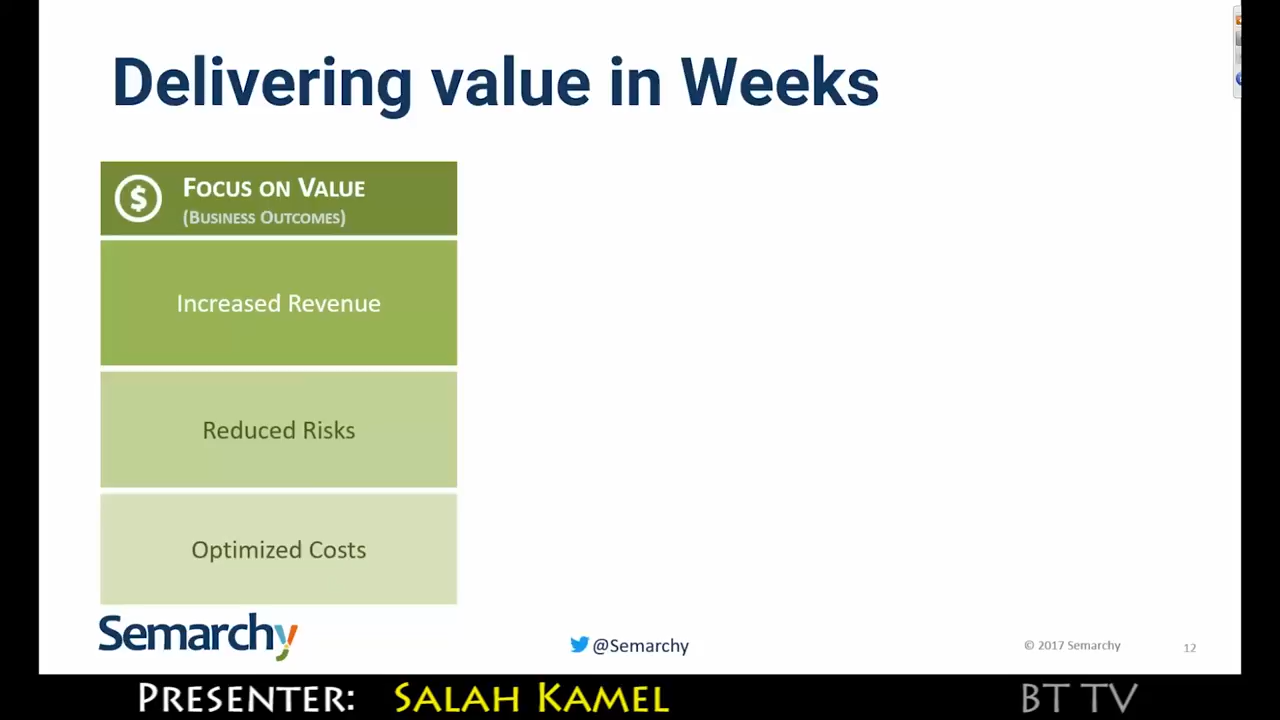 Delivering value in Weeks
$
FOCUS ON VALUE
(BUSINESS OUTCOMES)
Increased Revenue
Reduced Risks
Optimized Costs
Semarchy
@Semarchy
© 2017 Semarchy
12
PRESENTER: SALAH KAMEL
BT TV